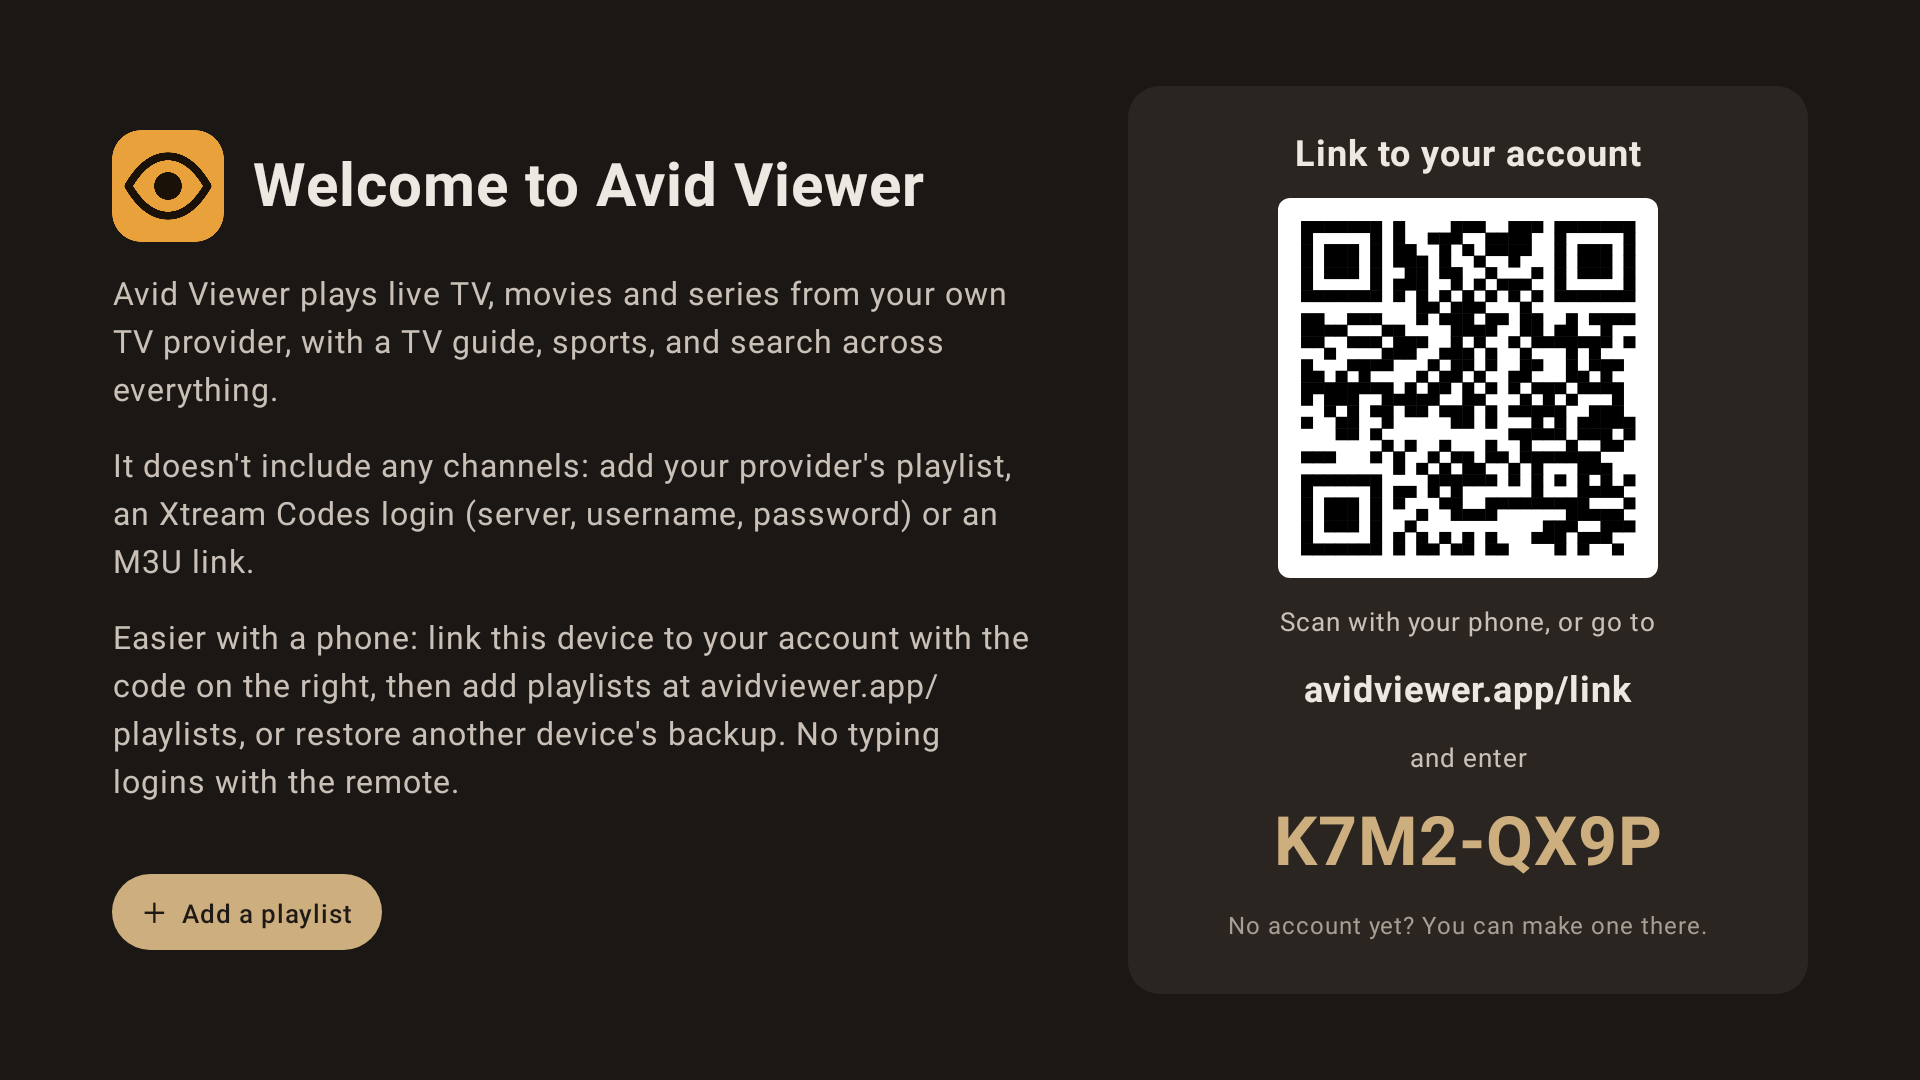 Welcome to Avid Viewer
Avid Viewer plays live TV, movies and series from your own
TV provider, with a TV guide, sports, and search across
everything.
It doesn't include any channels: add your provider's playlist,
an Xtream Codes login (server, username, password) or an
M3U link.
Easier with a phone: link this device to your account with the
code on the right, then add playlists at avidviewer.app/
playlists, or restore another device's backup. No typing
logins with the remote.
+ Add a playlist
Link to your account
Scan with your phone, or go to
avidviewer.app/link
and enter
K7M2-QX9P
No account yet? You can make one there.